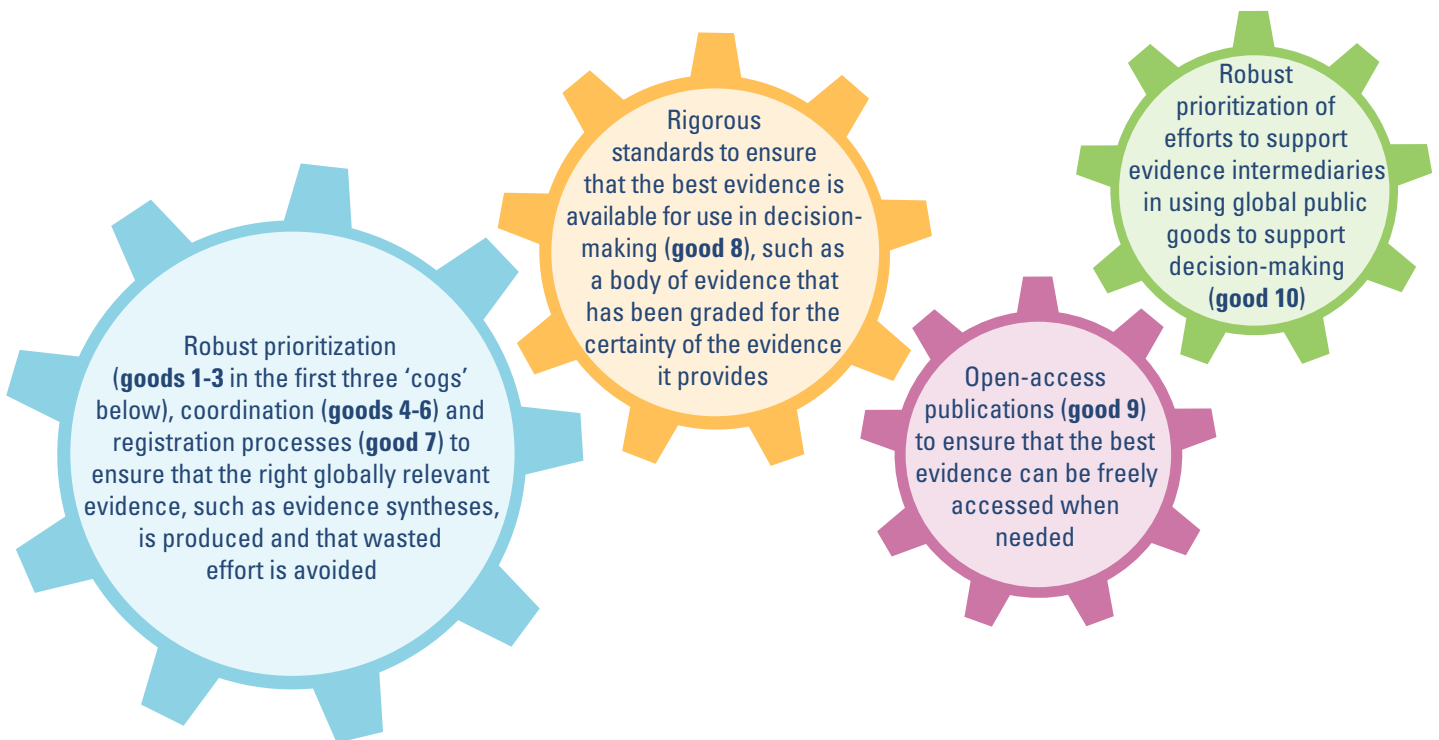 Robust prioritization
(goods 1-3 in the first three ‘cogs’
below), coordination (goods 4-6) and
registration processes (good 7) to
ensure that the right globally relevant
evidence, such as evidence syntheses,
is produced and that wasted
effort is avoided
Rigorous
standards to ensure
that the best evidence is
available for use in decision-
making (good 8), such as
a body of evidence that
has been graded for the
certainty of the evidence
it provides
Open-access
publications (good 9)
to ensure that the best
evidence can be freely
accessed when
needed
Robust
prioritization of
efforts to support
evidence intermediaries
in using global public
goods to support
decision-making
(good 10)